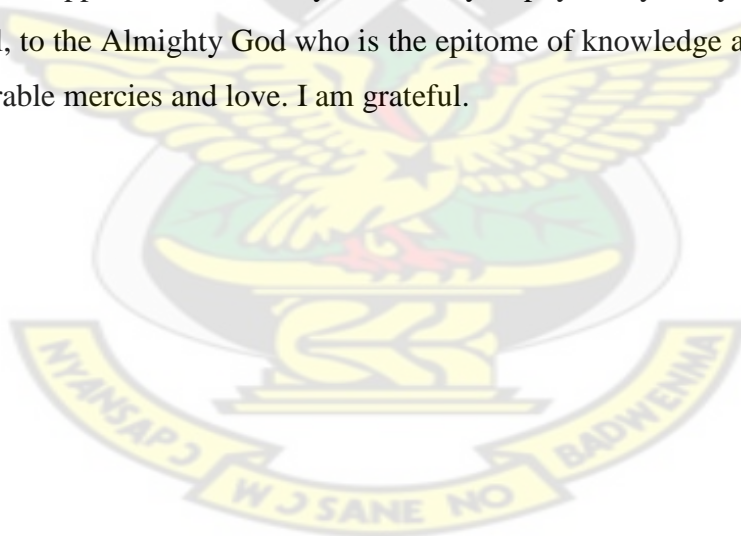 , to the Almighty God who is the epitome of knowledge a
rable mercies and love. I am grateful.
NYANSAPƆ
WƆSANE NO
BADWENMA